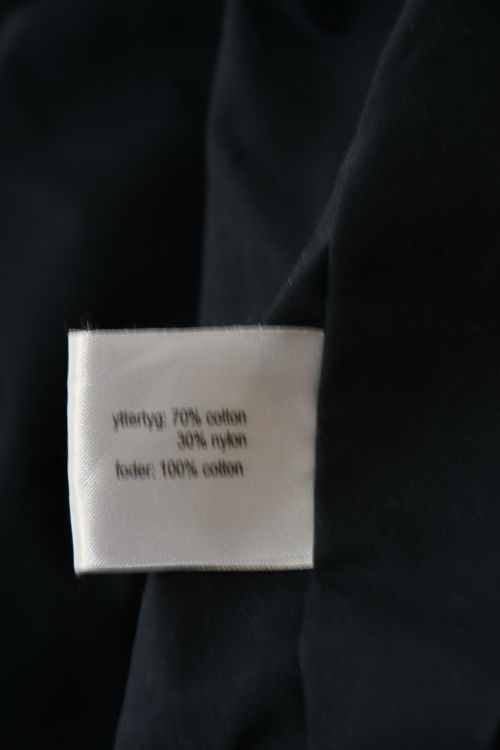 yttertyg: 70% cotton
30% nylon
foder: 100% cotton